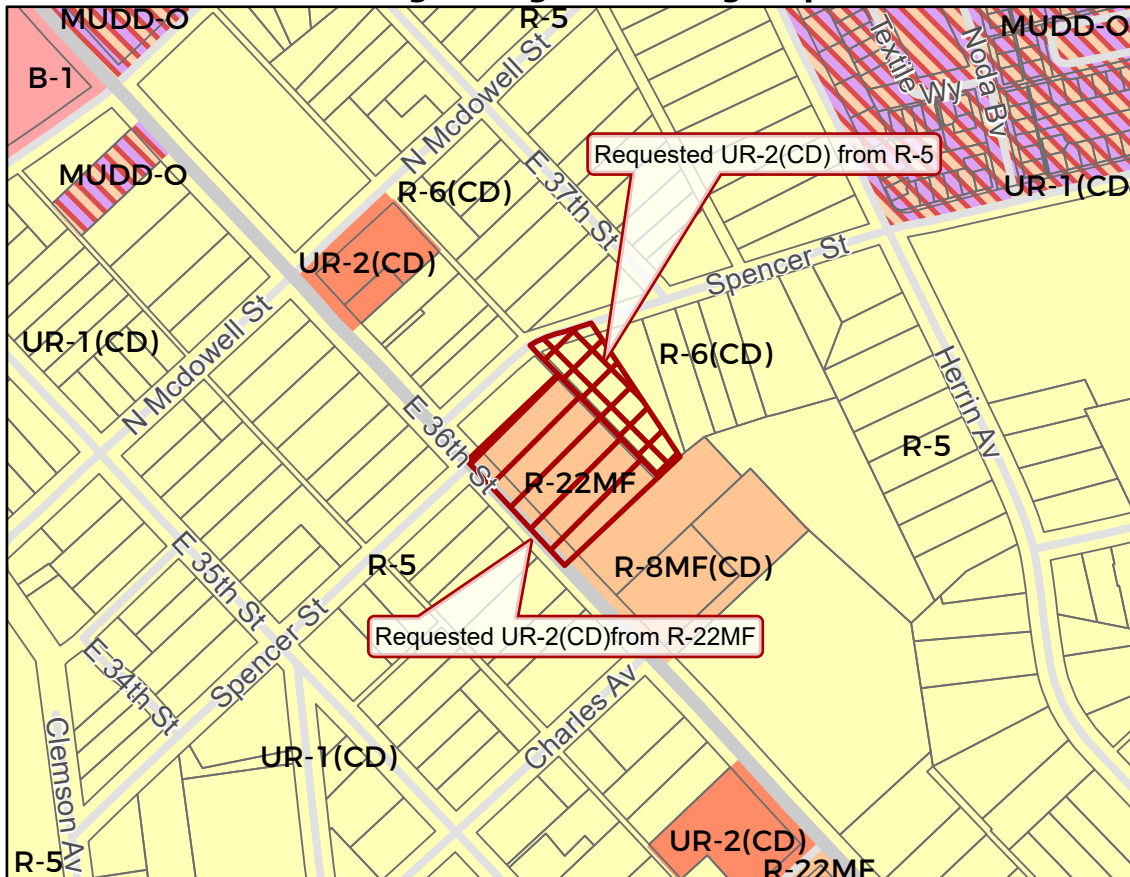 MUDD-O
R-5
MUDD-O
B-1
Textile Wy
Noda Bv
N Mcdowell St
Requested UR-2(CD) from R-5
MUDD-O
E 37th St
R-6(CD)
UR-1(CD
Spencer St
UR-2(CD)
N Mcdowell St
UR-1(CD)
R-6(CD)
Herrin Av
E 36th St
R-5
R-22MF
E 35th St
R-5
R-8MF(CD)
Requested UR-2(CD)from R-22MF
E 34th St
Spencer St
Charles Av
Clemson Av
UR-1(CD)
UR-2(CD)
R-5
R-22MF